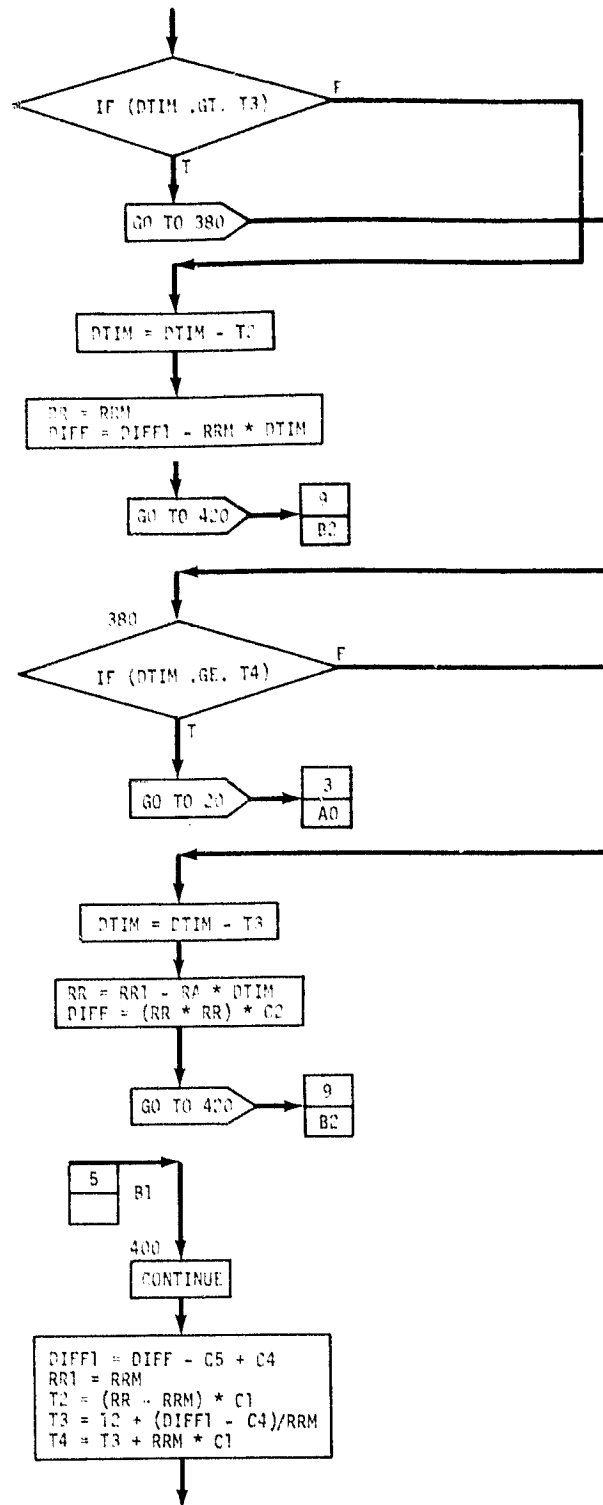 IF (DTIM .GT. T3)
F
T
GO TO 380
DTIM = DTIM - T2
RR = RRM
DIFF = DIFF1 - RRM * DTIM
GO TO 420
9
B2
380
IF (DTIM .GE. T4)
F
T
GO TO 20
3
A0
DTIM = DTIM - T3
RR = RR1 - RA * DTIM
DIFF = (RR * RR) * C2
GO TO 420
9
B2
5
B1
400
CONTINUE
DIFF1 = DIFF - C5 + C4
RR1 = RRM
T2 = (RR - RRM) * C1
T3 = T2 + (DIFF1 - C4)/RRM
T4 = T3 + RRM * C1